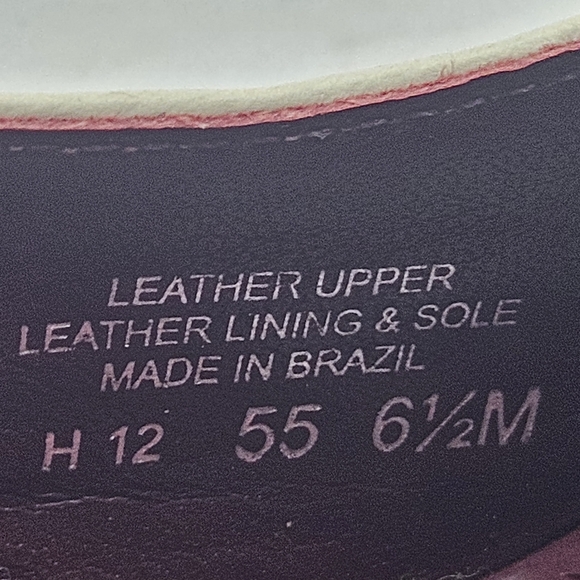 LEATHER UPPER
LEATHER LINING & SOLE
MADE IN BRAZIL
H 12 55 6½M